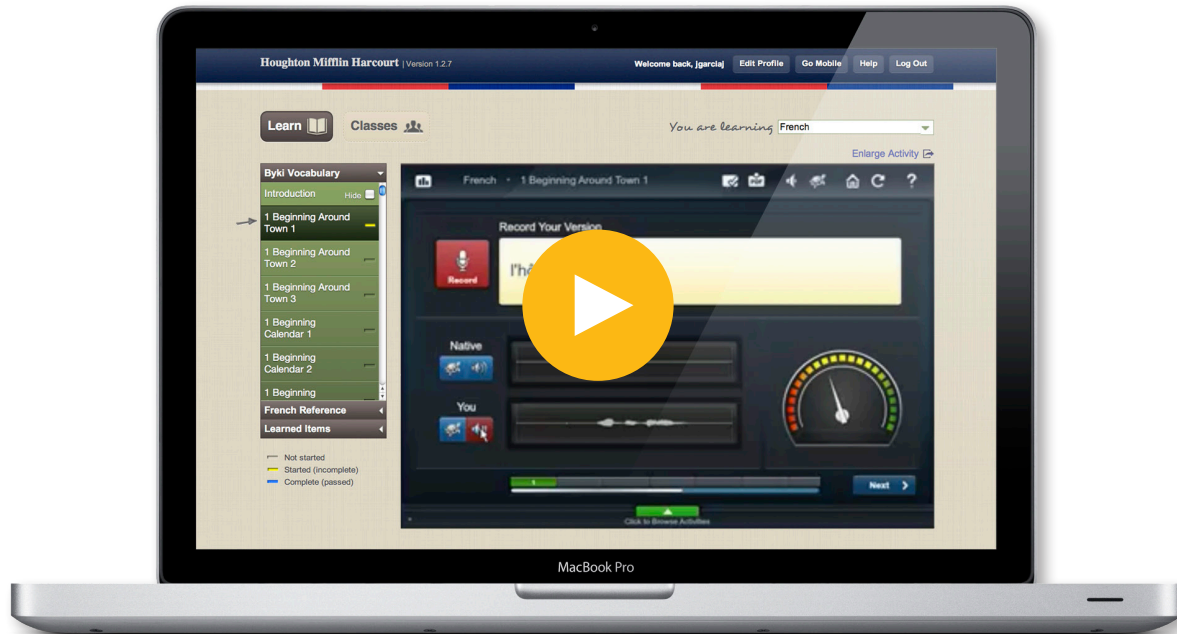 Houghton Mifflin Harcourt | Version 1.2.7
Welcome back, jgarciaj Edit Profile Go Mobile Help Log Out
Learn Classes
You are learning French
Enlarge Activity
Byki Vocabulary
Introduction Hide
1 Beginning Around
Town 1
1 Beginning Around
Town 2
1 Beginning Around
Town 3
1 Beginning
Calendar 1
1 Beginning
Calendar 2
1 Beginning
French Reference
Learned Items
Not started
Started (incomplete)
Complete (passed)
French • 1 Beginning Around Town 1
PDF
?
Record Your Version
Record
l'hô
Native
You
1
Next
Click to Browse Activities
MacBook Pro